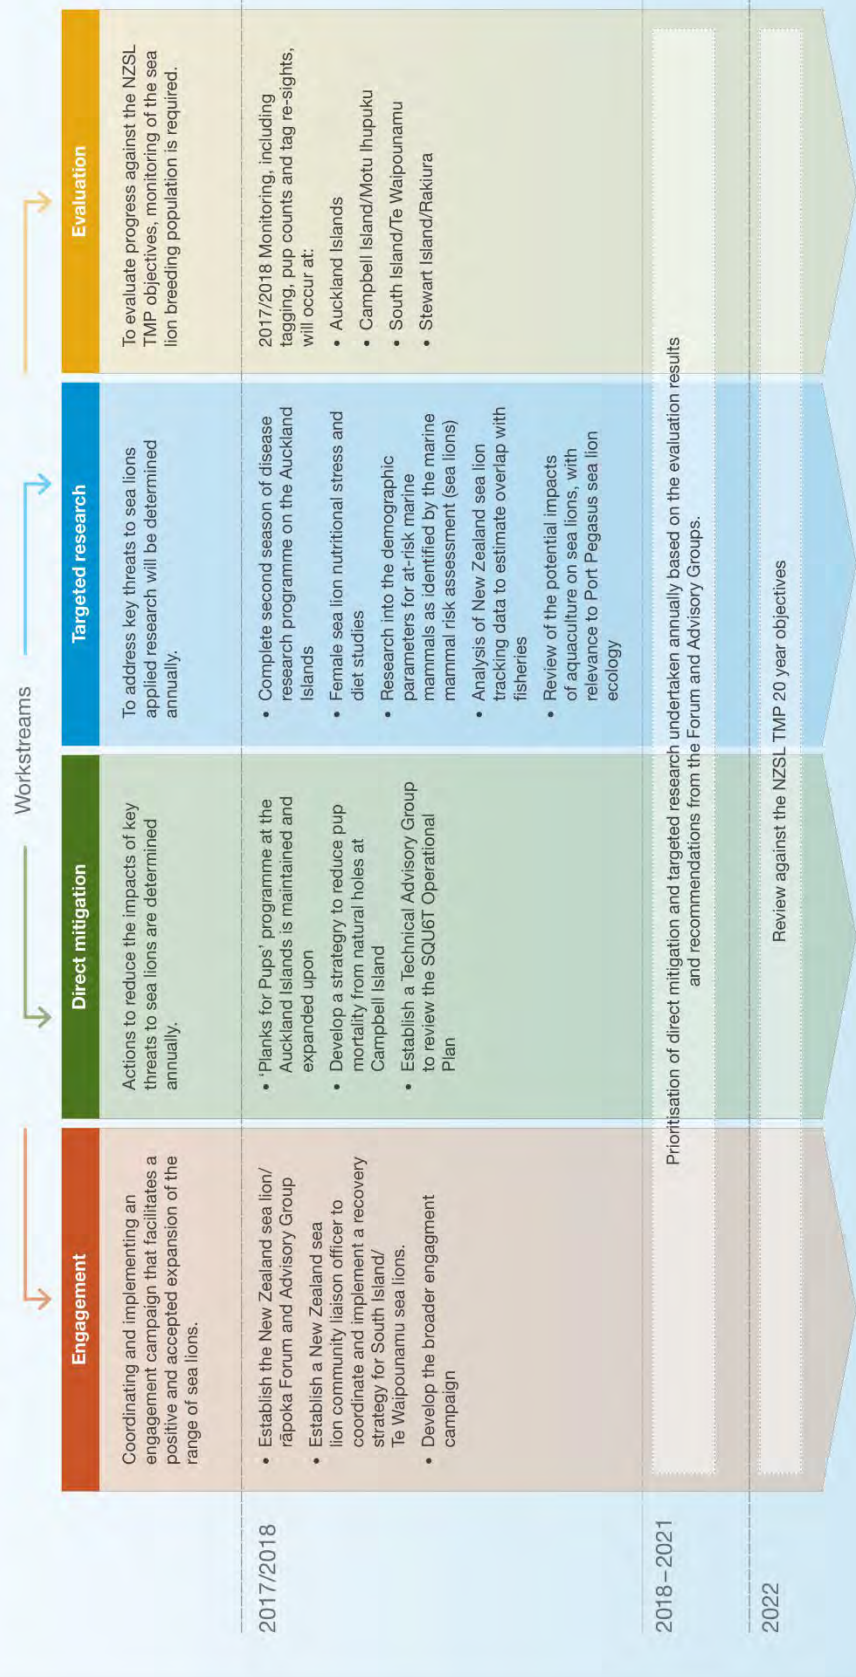 Workstreams
Engagement
Coordinating and implementing an
engagement campaign that facilitates a
positive and accepted expansion of the
range of sea lions.
Direct mitigation
Actions to reduce the impacts of key
threats to sea lions are determined
annually.
Targeted research
To address key threats to sea lions
applied research will be determined
annually.
Evaluation
To evaluate progress against the NZSL
TMP objectives, monitoring of the sea
lion breeding population is required.
2017/2018
• Establish the New Zealand sea lion/
rāpoka Forum and Advisory Group
• Establish a New Zealand sea
lion community liaison officer to
coordinate and implement a recovery
strategy for South Island/
Te Waipounamu sea lions.
• Develop the broader engagment
campaign
• 'Planks for Pups' programme at the
Auckland Islands is maintained and
expanded upon
• Develop a strategry to reduce pup
mortality from natural holes at
Campbell Island
• Establish a Technical Advisory Group
to review the SQU6T Operational
Plan
• Complete second season of disease
research programme on the Auckland
Islands
• Female sea lion nutritional stress and
diet studies
• Research into the demographic
parameters for at-risk marine
mammals as identified by the marine
mammal risk assessment (sea lions)
• Analysis of New Zealand sea lion
tracking data to estimate overlap with
fisheries
• Review of the potential impacts
of aquaculture on sea lions, with
relevance to Port Pegasus sea lion
ecology
2017/2018 Monitoring, including
tagging, pup counts and tag re-sights,
will occur at:
• Auckland Islands
• Campbell Island/Motu Ihupuku
• South Island/Te Waipounamu
• Stewart Island/Rakiura
2018–2021
Prioritisation of direct mitigation and targeted research undertaken annually based on the evaluation results
and recommendations from the Forum and Advisory Groups.
2022
Review against the NZSL TMP 20 year objectives